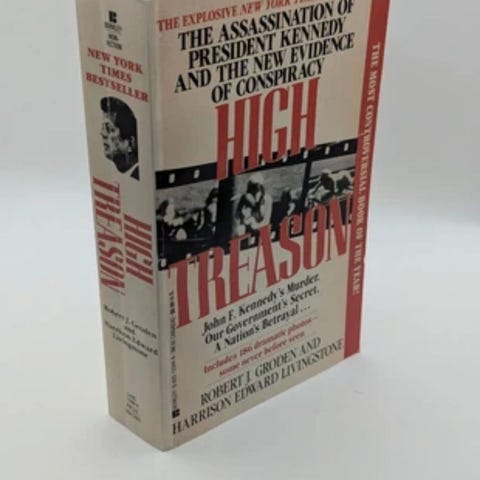 BERKLEY
NON-FICTION
NEW YORK
TIMES
BESTSELLER
HIGH
TREASON
Robert J. Groden
and
Harrison Edward
Livingstone
THE EXPLOSIVE NEW YORK
THE ASSASSINATION OF
PRESIDENT KENNEDY
AND THE NEW EVIDENCE
OF CONSPIRACY
HIGH
TREASON
John F. Kennedy's Murder.
Our Government's Secret.
A Nation's Betrayal...
Includes 186 dramatic photos—
some never before seen
ROBERT J. GRODEN AND
HARRISON EDWARD LIVINGSTONE
THE MOST CONTROVERSIAL BOOK OF THE YEAR!